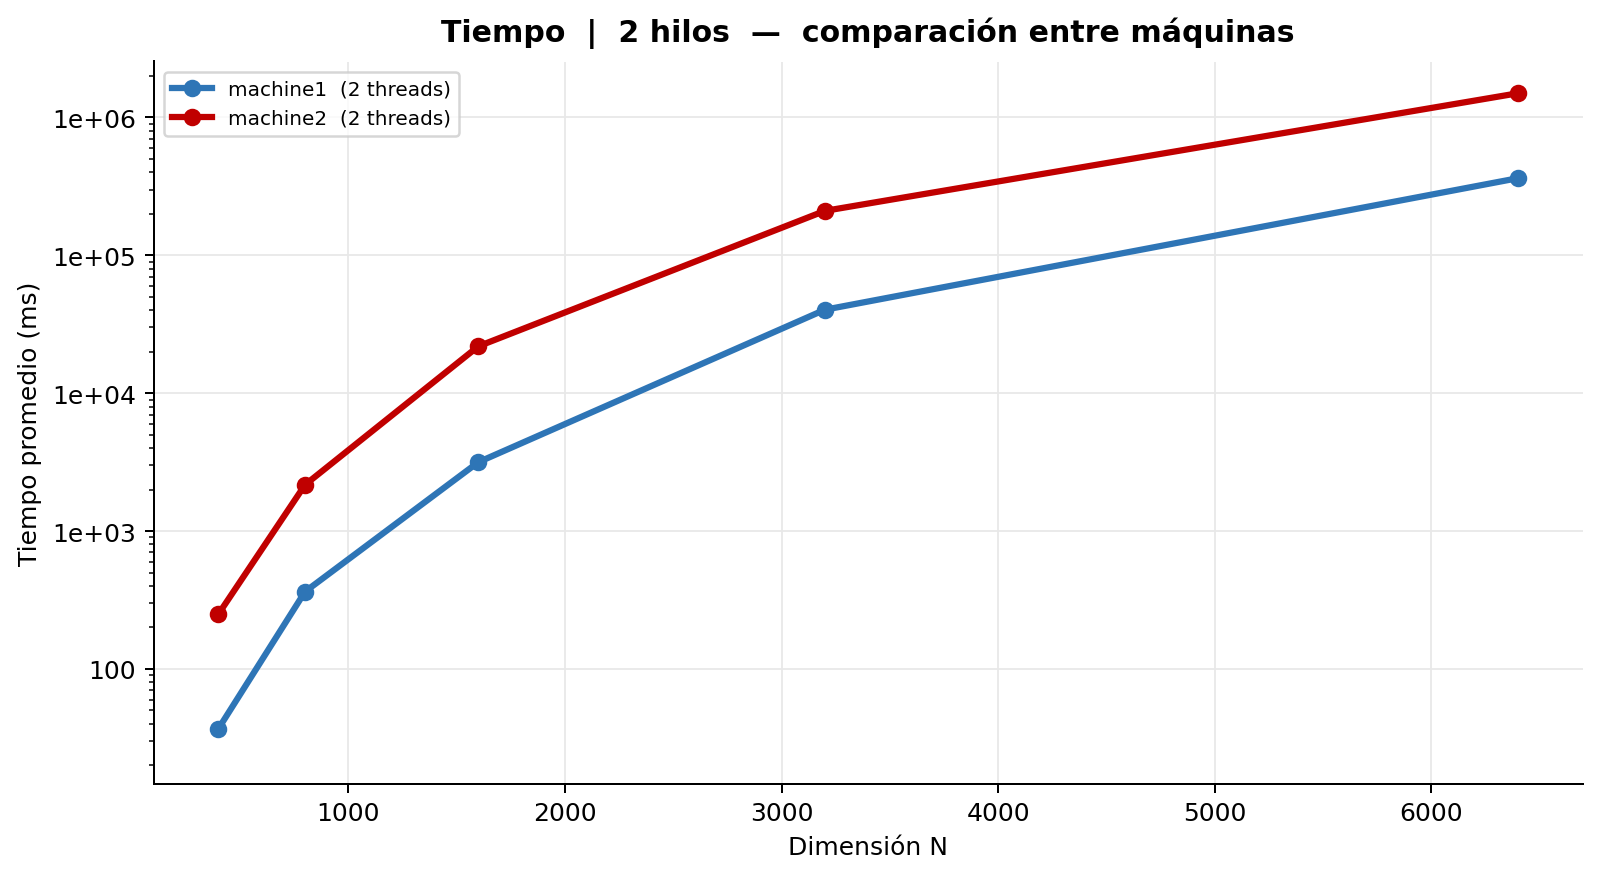 Tiempo | 2 hilos — comparación entre máquinas
machine1 (2 threads)
machine2 (2 threads)
Tiempo promedio (ms)
1e+06
1e+05
1e+04
1e+03
100
1000 2000 3000 4000 5000 6000
Dimensión N